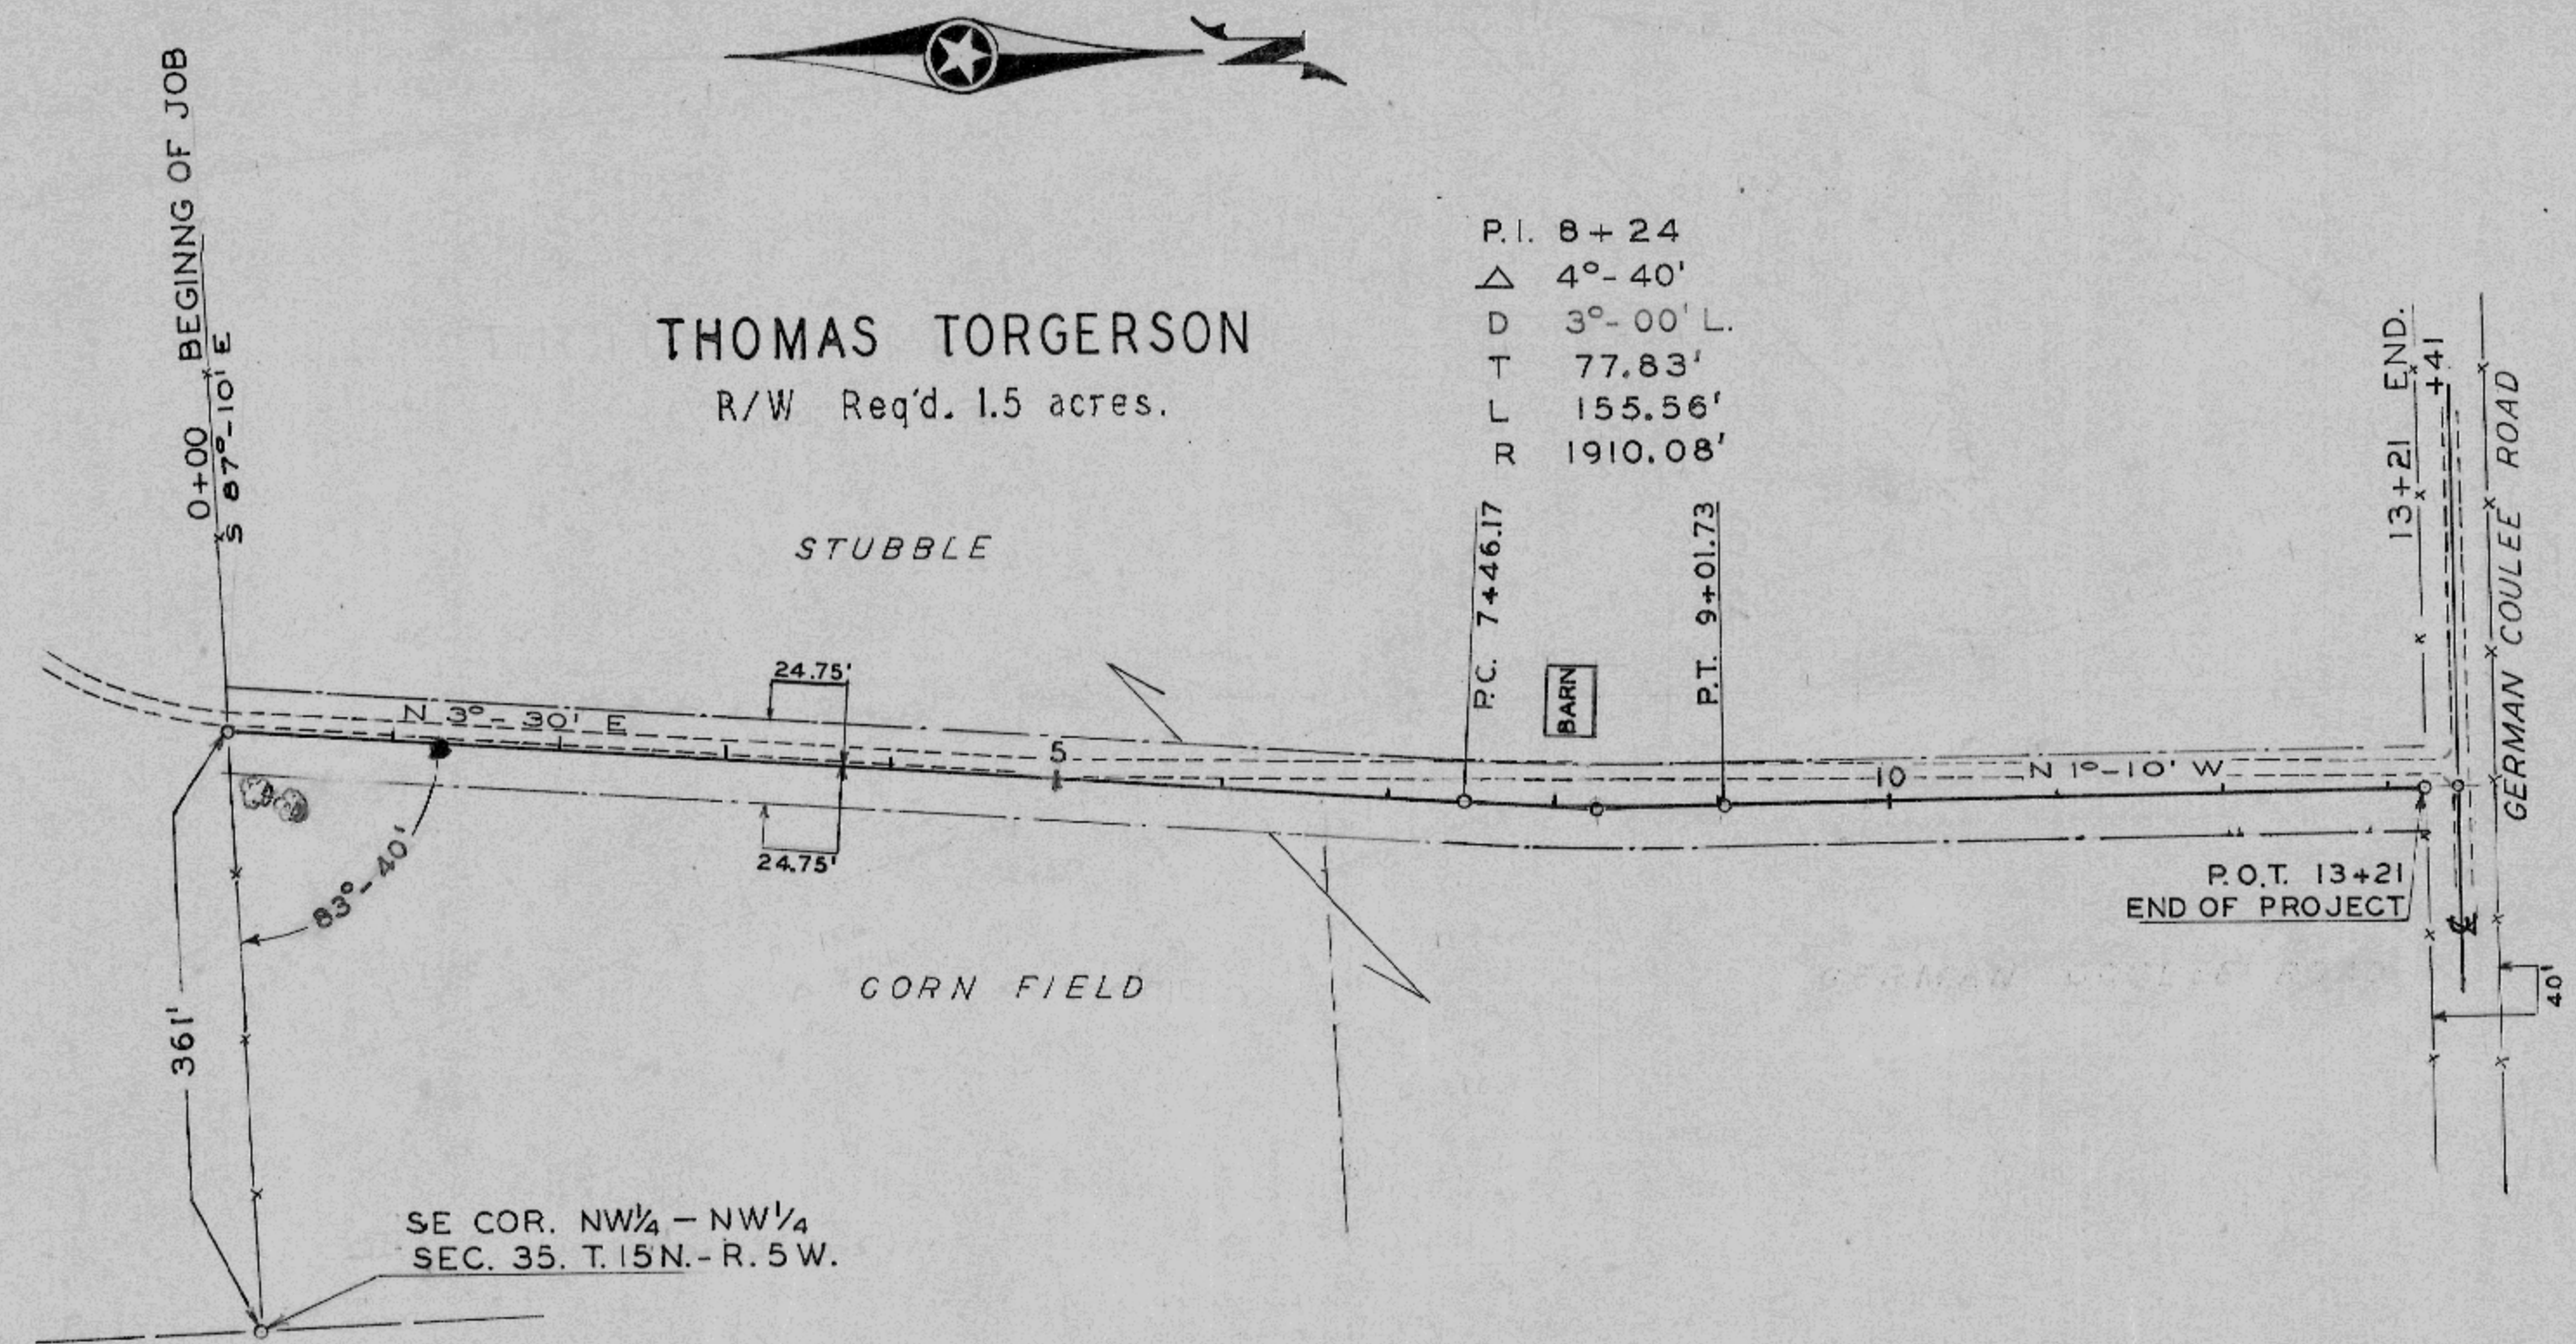 N
0+00 BEGINING OF JOB
S 87°-10' E
THOMAS TORGERSON
R/W Req'd. 1.5 acres.
STUBBLE
P.I. 8+24
△ 4°-40'
D 3°-00' L.
T 77.83'
L 155.56'
R 1910.08'
P.C. 7+46.17
P.T. 9+01.73
BARN
13+21 END.
+41
GERMAN COULEE ROAD
24.75'
N 3°-30' E
5
10
N 1°-10' W
24.75'
83°-40'
P.O.T. 13+21
END OF PROJECT
℄
40'
CORN FIELD
361'
SE COR. NW¼ - NW¼
SEC. 35. T. 15N.-R. 5W.